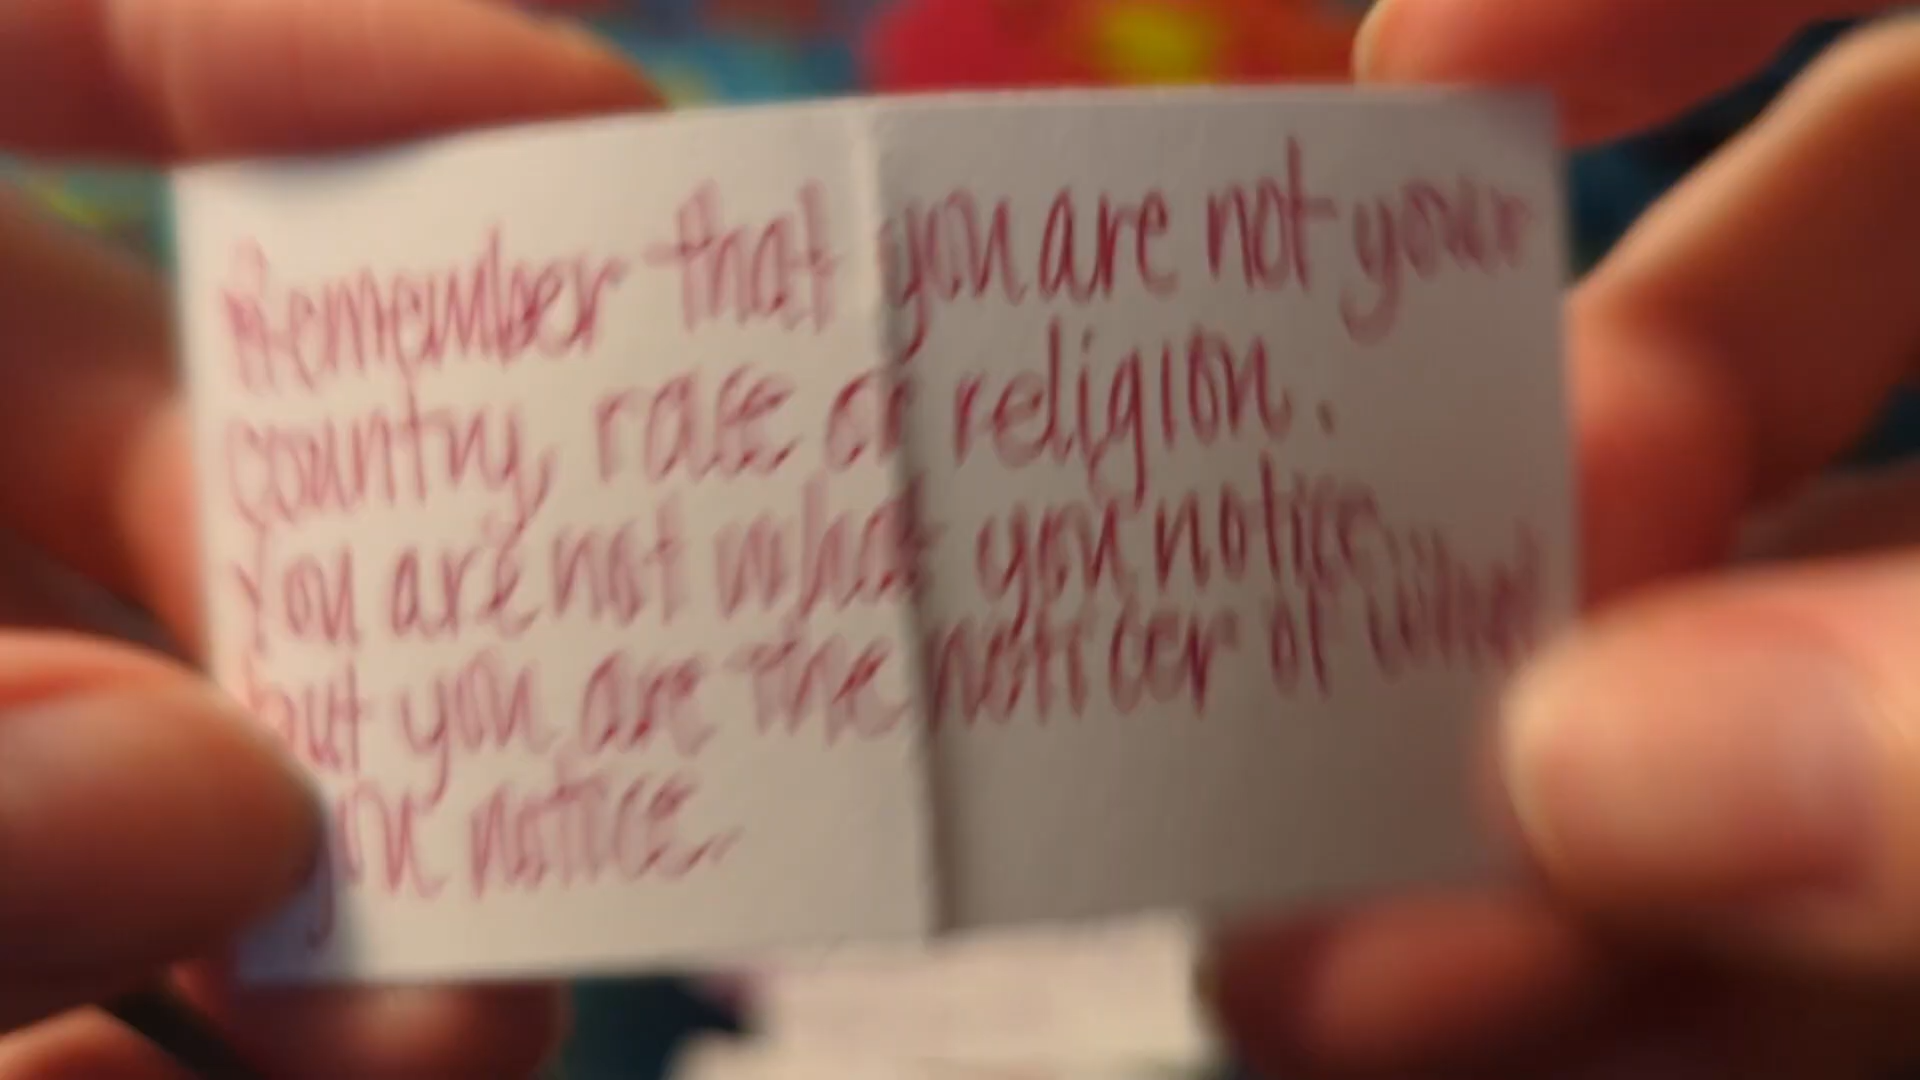 Remember that you are not your
country, race or religion.
You are not what you notice
but you are the noticer of what
you notice.